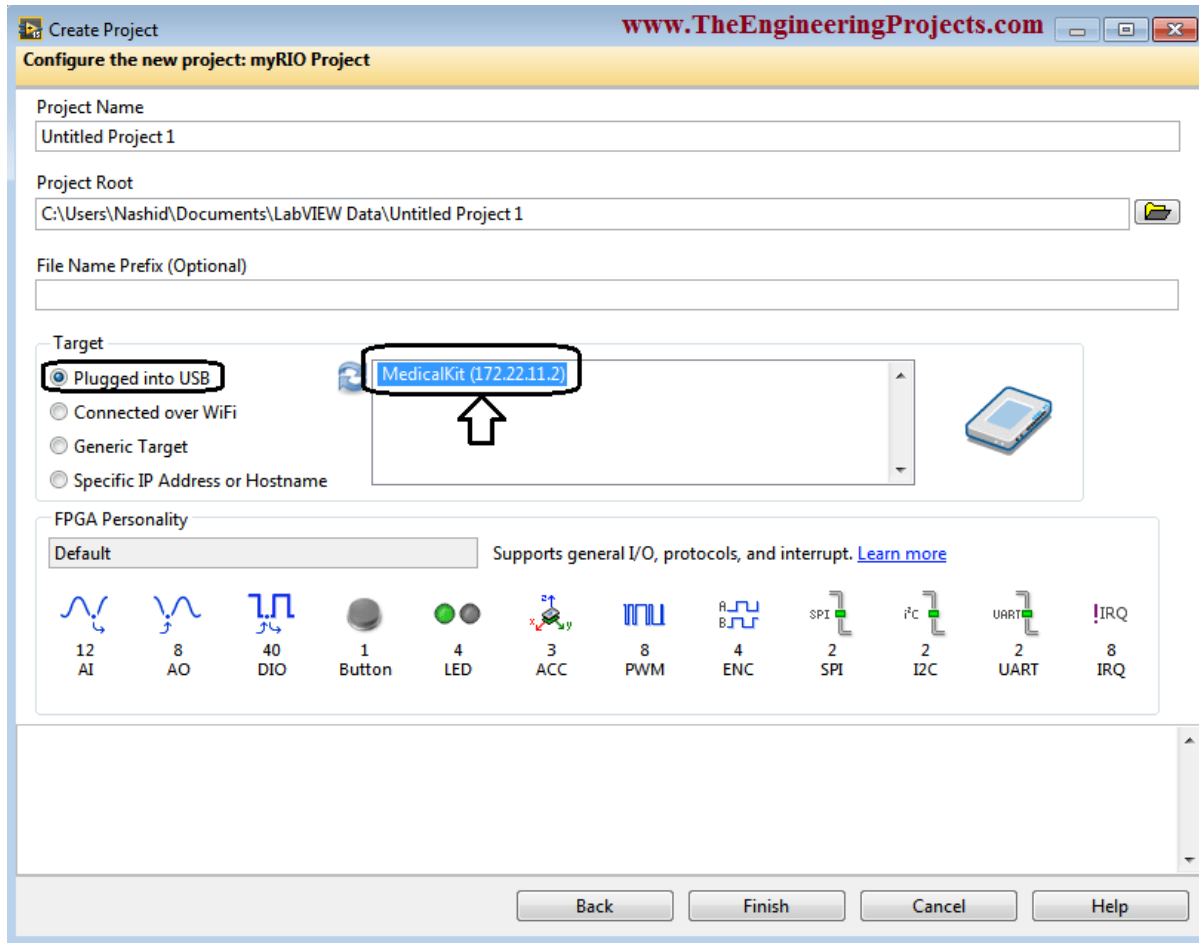 Create Project
www.TheEngineeringProjects.com
Configure the new project: myRIO Project
Project Name
Untitled Project 1
Project Root
C:\Users\Nashid\Documents\LabVIEW Data\Untitled Project 1
File Name Prefix (Optional)
Target
Plugged into USB
MedicalKit (172.22.11.2)
Connected over WiFi
Generic Target
Specific IP Address or Hostname
FPGA Personality
Default
Supports general I/O, protocols, and interrupt. Learn more
z x y A B SPI I²C UART !IRQ
12 8 40 1 4 3 8 4 2 2 2 8
AI AO DIO Button LED ACC PWM ENC SPI I2C UART IRQ
Back Finish Cancel Help